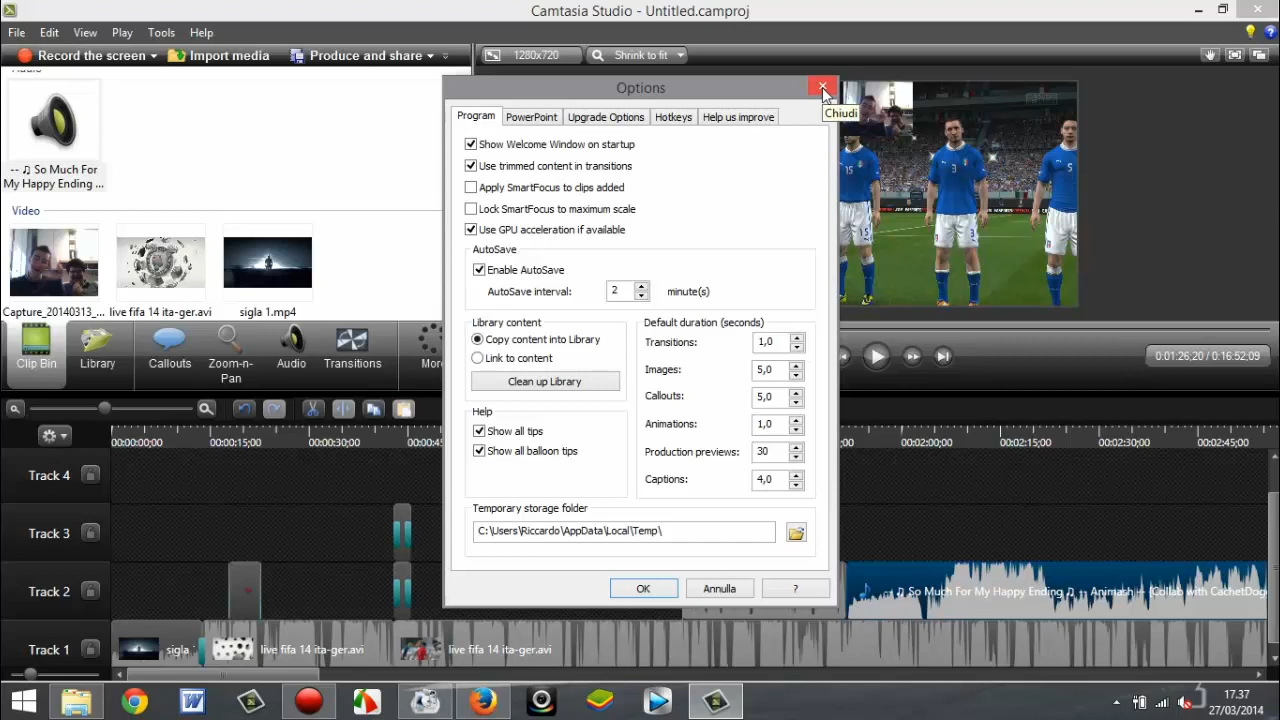 Camtasia Studio - Untitled.camproj
File Edit View Play Tools Help
Record the screen Import media Produce and share 1280x720 Shrink to fit
-- ♫ So Much For
My Happy Ending ...
Video
Capture_20140313_... live fifa 14 ita-ger.avi sigla 1.mp4
Clip Bin Library Callouts Zoom-n-Pan Audio Transitions
Options
Chiudi
Program PowerPoint Upgrade Options Hotkeys Help us improve
Show Welcome Window on startup
Use trimmed content in transitions
Apply SmartFocus to clips added
Lock SmartFocus to maximum scale
Use GPU acceleration if available
AutoSave
Enable AutoSave
AutoSave interval: 2 minute(s)
Library content
Copy content into Library
Link to content
Clean up Library
Help
Show all tips
Show all balloon tips
Default duration (seconds)
Transitions: 1,0
Images: 5,0
Callouts: 5,0
Animations: 1,0
Production previews: 30
Captions: 4,0
Temporary storage folder
C:\Users\Riccardo\AppData\Local\Temp\
OK Annulla ?
0:01:26;20 / 0:16:52;09
00:00:00;00 00:00:15;00 00:00:30;00 00:02:00;00 00:02:15;00 00:02:30;00 00:02:45;00
Track 4
Track 3
Track 2
♫ So Much For My Happy Ending ♫ -- Animash -- (Collab with
Track 1
sigla live fifa 14 ita-ger.avi live fifa 14 ita-ger.avi
17.37
27/03/2014